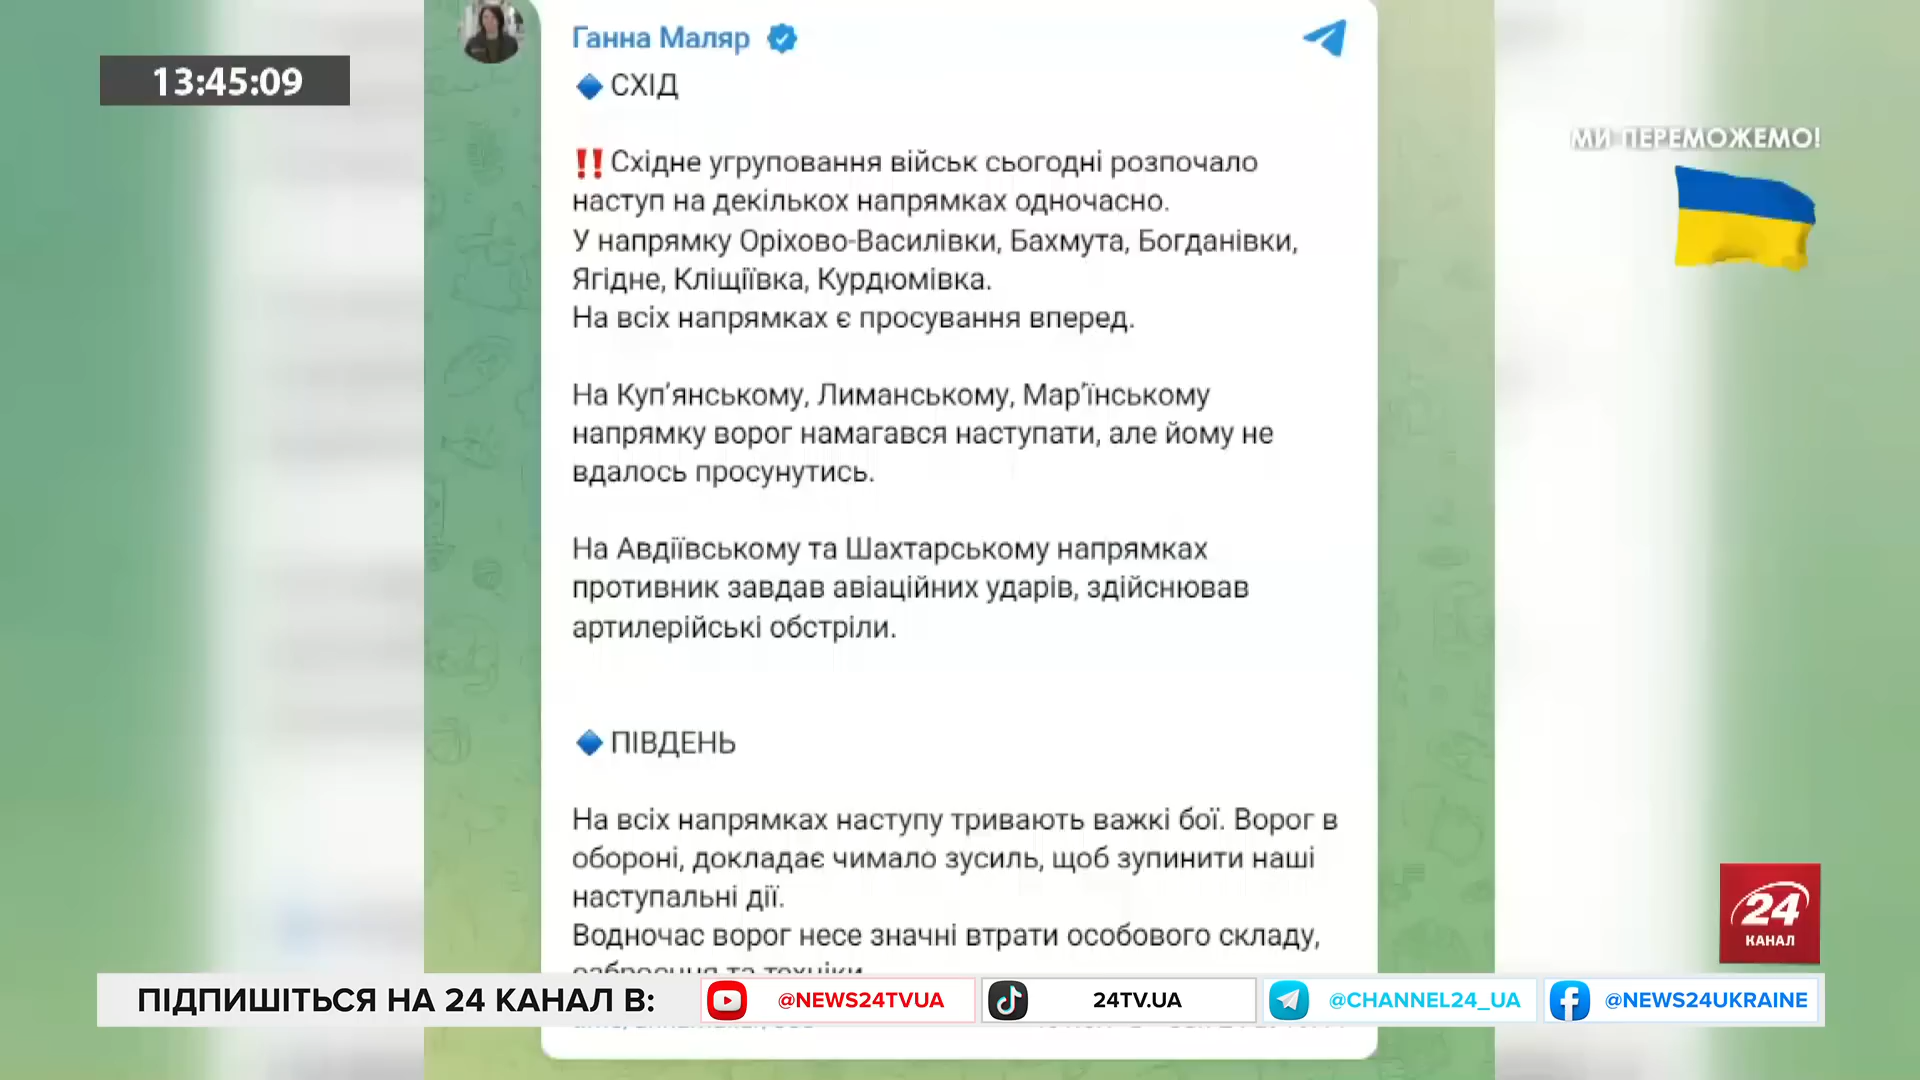 Ганна Маляр
13:45:09
СХІД
МИ ПЕРЕМОЖЕМО!
‼️Східне угруповання військ сьогодні розпочало
наступ на декількох напрямках одночасно.
У напрямку Оріхово-Василівки, Бахмута, Богданівки,
Ягідне, Кліщіївка, Курдюмівка.
На всіх напрямках є просування вперед.
На Куп’янському, Лиманському, Мар’їнському
напрямку ворог намагався наступати, але йому не
вдалось просунутись.
На Авдіївському та Шахтарському напрямках
противник завдав авіаційних ударів, здійснював
артилерійські обстріли.
ПІВДЕНЬ
На всіх напрямках наступу тривають важкі бої. Ворог в
обороні, докладає чимало зусиль, щоб зупинити наші
наступальні дії.
Водночас ворог несе значні втрати особового складу,
24
КАНАЛ
ПІДПИШІТЬСЯ НА 24 КАНАЛ В:
@NEWS24TVUA
24TV.UA
@CHANNEL24_UA
@NEWS24UKRAINE